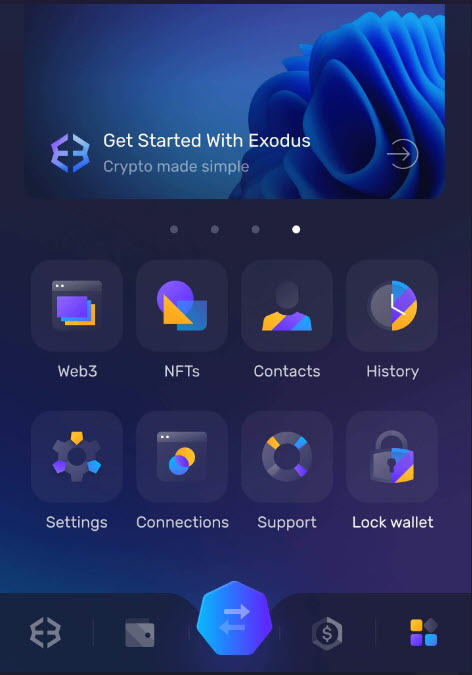 Get Started With Exodus
Crypto made simple
Web3
NFTs
Contacts
History
Settings
Connections
Support
Lock wallet